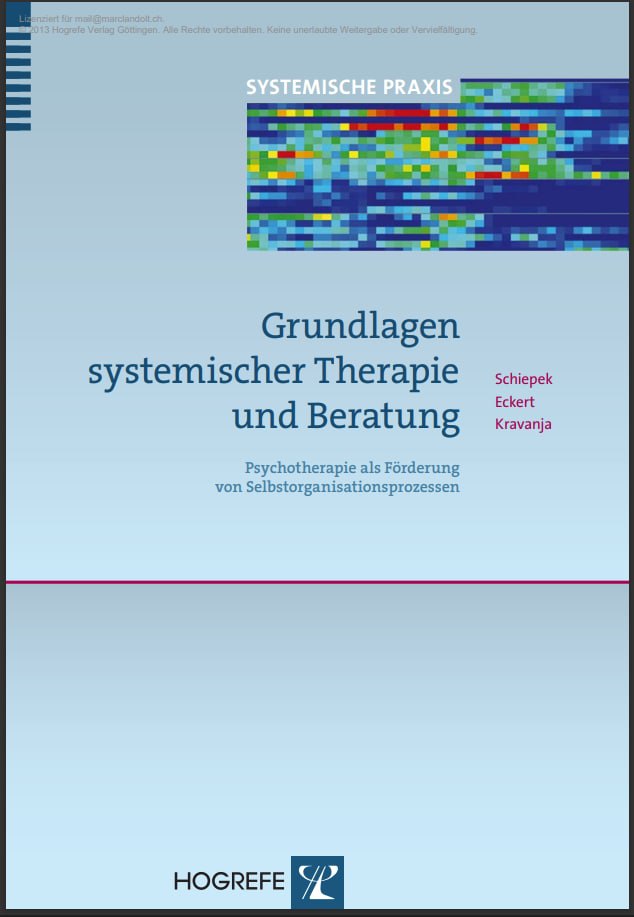 Lizenziert für mail@marclandolt.ch.
© 2013 Hogrefe Verlag Göttingen. Alle Rechte vorbehalten. Keine unerlaubte Weitergabe oder Vervielfältigung.
SYSTEMISCHE PRAXIS
Grundlagen
systemischer Therapie
und Beratung
Schiepek
Eckert
Kravanja
Psychotherapie als Förderung
von Selbstorganisationsprozessen
HOGREFE